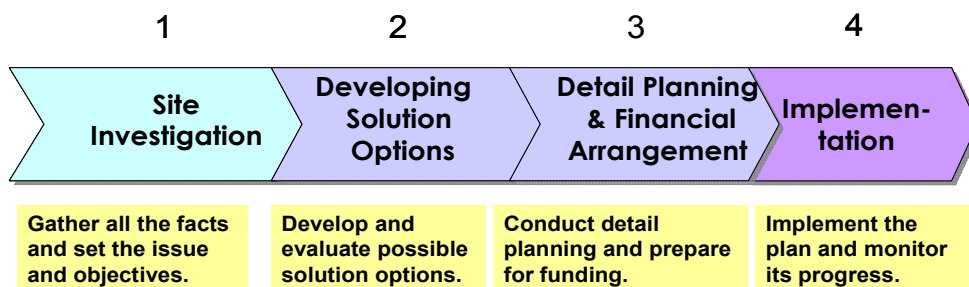 1
2
3
4
Site
Investigation
Developing
Solution
Options
Detail Planning
& Financial
Arrangement
Implemen-
tation
Gather all the facts
and set the issue
and objectives.
Develop and
evaluate possible
solution options.
Conduct detail
planning and prepare
for funding.
Implement the
plan and monitor
its progress.